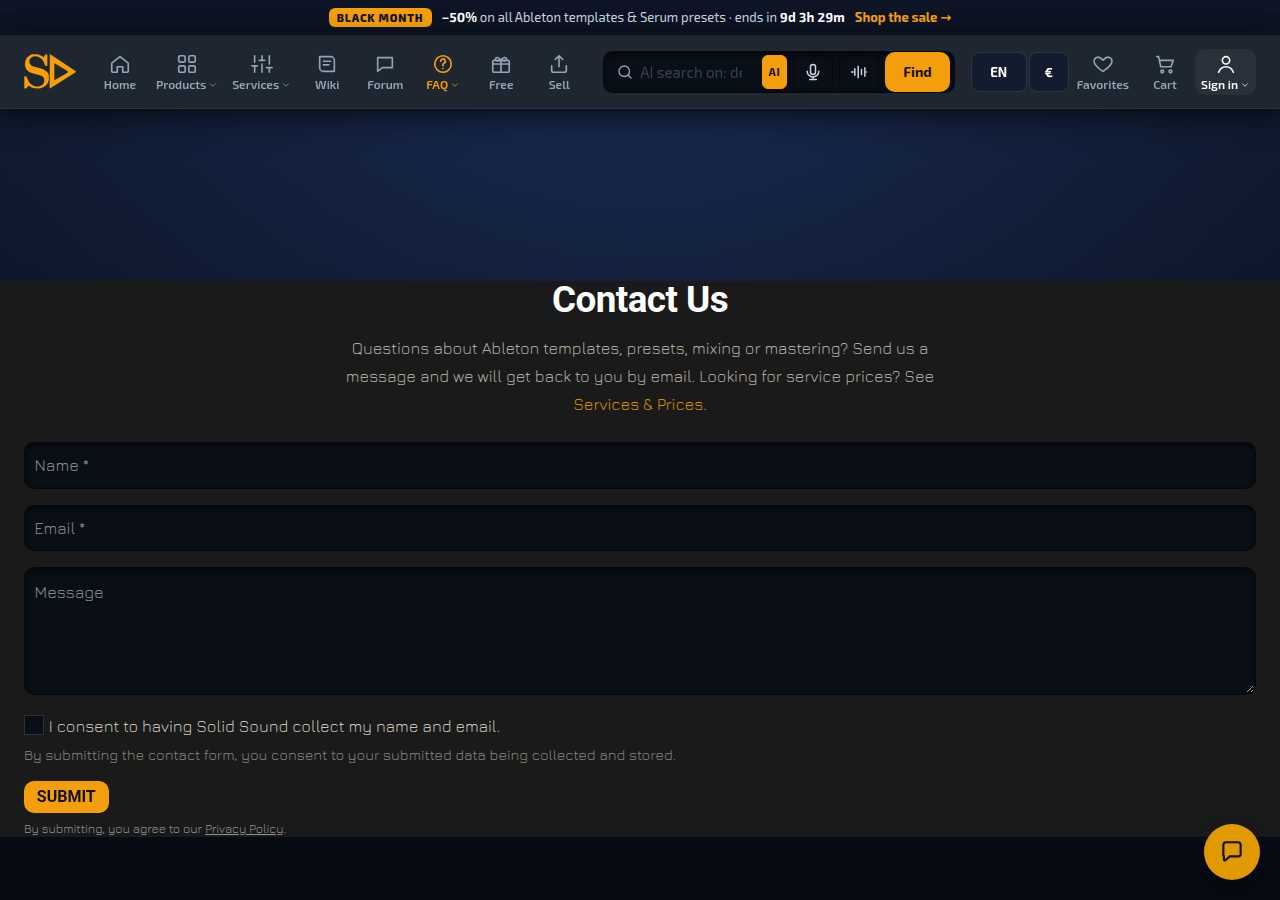 BLACK MONTH −50% on all Ableton templates & Serum presets · ends in 9d 3h 29m Shop the sale →
Home
Products
Services
Wiki
Forum
FAQ
Free
Sell
AI search on: dr
AI
Find
EN
€
Favorites
Cart
Sign in
Contact Us
Questions about Ableton templates, presets, mixing or mastering? Send us a
message and we will get back to you by email. Looking for service prices? See
Services & Prices.
Name *
Email *
Message
I consent to having Solid Sound collect my name and email.
By submitting the contact form, you consent to your submitted data being collected and stored.
SUBMIT
By submitting, you agree to our Privacy Policy.